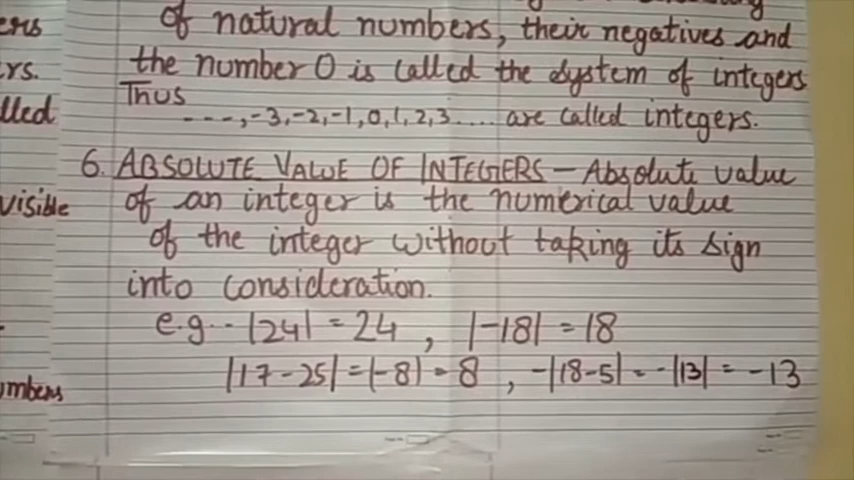 of natural numbers, their negatives and
the number 0 is called the system of integers
Thus
----, -3, -2, -1, 0, 1, 2, 3.... are called integers.
6. ABSOLUTE VALUE OF INTEGERS - Absolute value
visible
of an integer is the numerical value
of the integer without taking its sign
into consideration.
e.g.- |24| = 24, |-18| = 18
|17-25| = |-8| = 8, -|18-5| = -|13| = -13